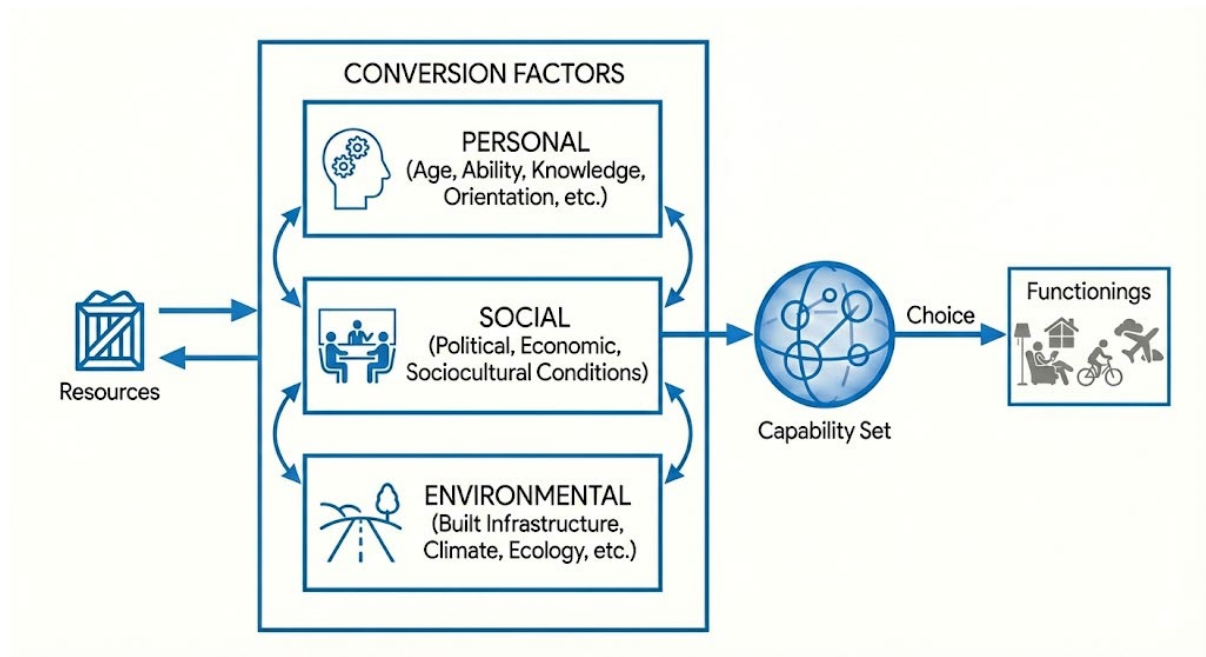 CONVERSION FACTORS
PERSONAL
(Age, Ability, Knowledge,
Orientation, etc.)
Resources
SOCIAL
(Political, Economic,
Sociocultural Conditions)
ENVIRONMENTAL
(Built Infrastructure,
Climate, Ecology, etc.)
Capability Set
Choice
Functionings